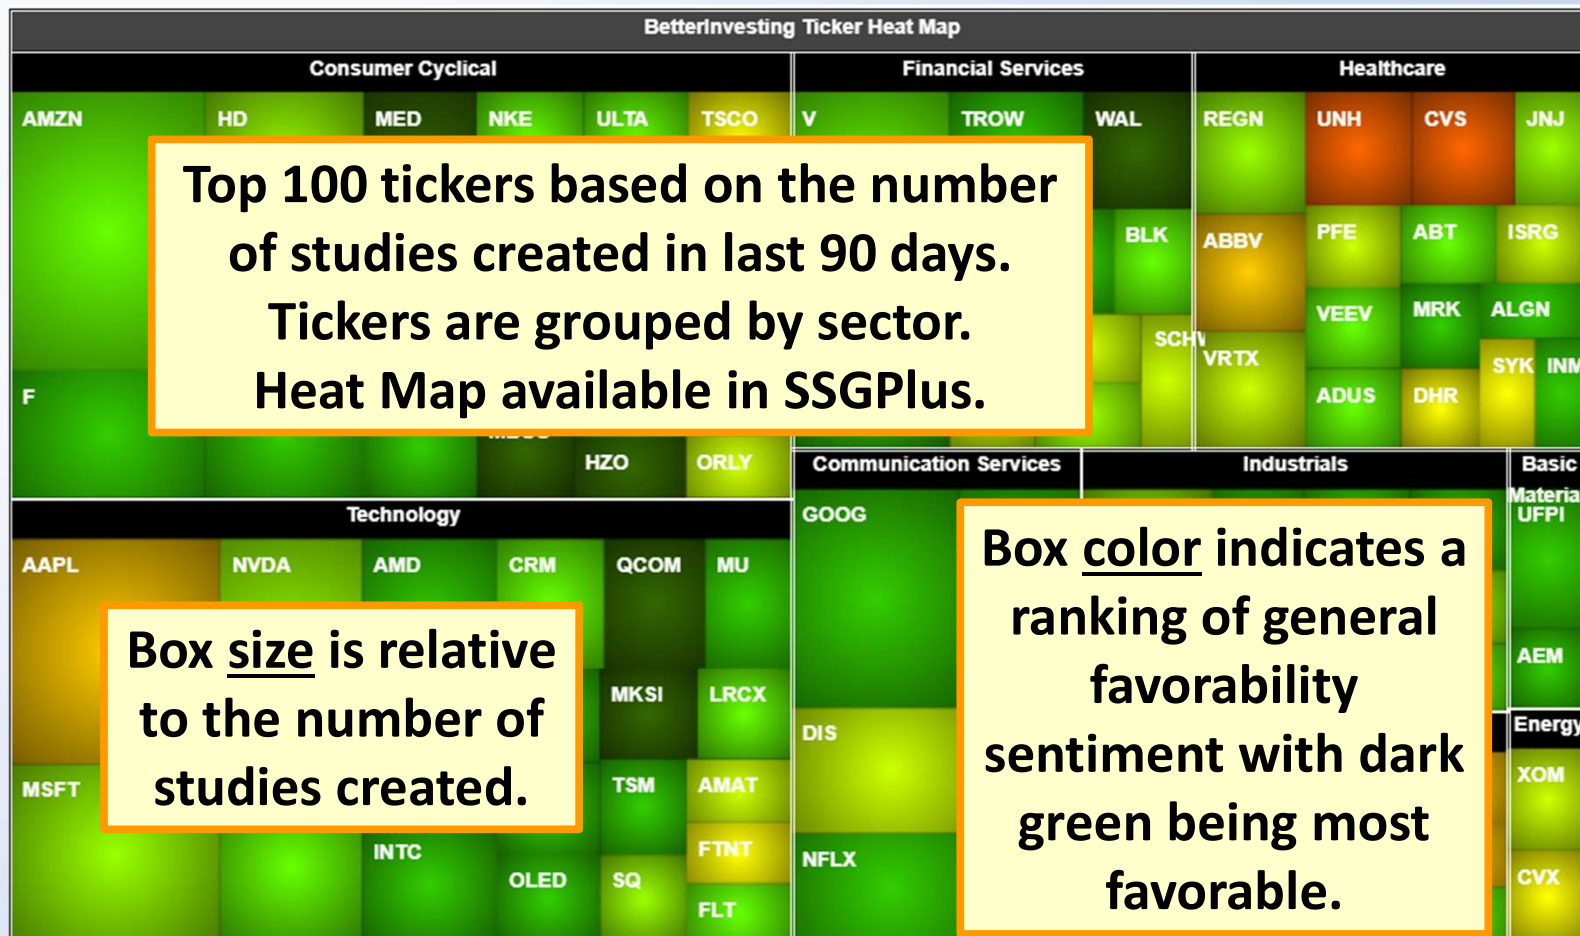 BetterInvesting Ticker Heat Map
Consumer Cyclical
Financial Services
Healthcare
AMZN HD MED NKE ULTA TSCO
V TROW WAL
REGN UNH CVS JNJ
Top 100 tickers based on the number
of studies created in last 90 days.
Tickers are grouped by sector.
Heat Map available in SSGPlus.
BLK
ABBV PFE ABT ISRG
VEEV MRK ALGN
VRTX
SYK
ADUS DHR
F
HZO ORLY
Communication Services
Industrials
Basic
Technology
GOOG
UFPI
AAPL NVDA AMD CRM QCOM MU
Box size is relative
to the number of
studies created.
Box color indicates a
ranking of general
favorability
sentiment with dark
green being most
favorable.
MKSI LRCX
AEM
DIS
Energy
MSFT
TSM AMAT
XOM
INTC
FTNT
NFLX
OLED SQ
CVX
FLT